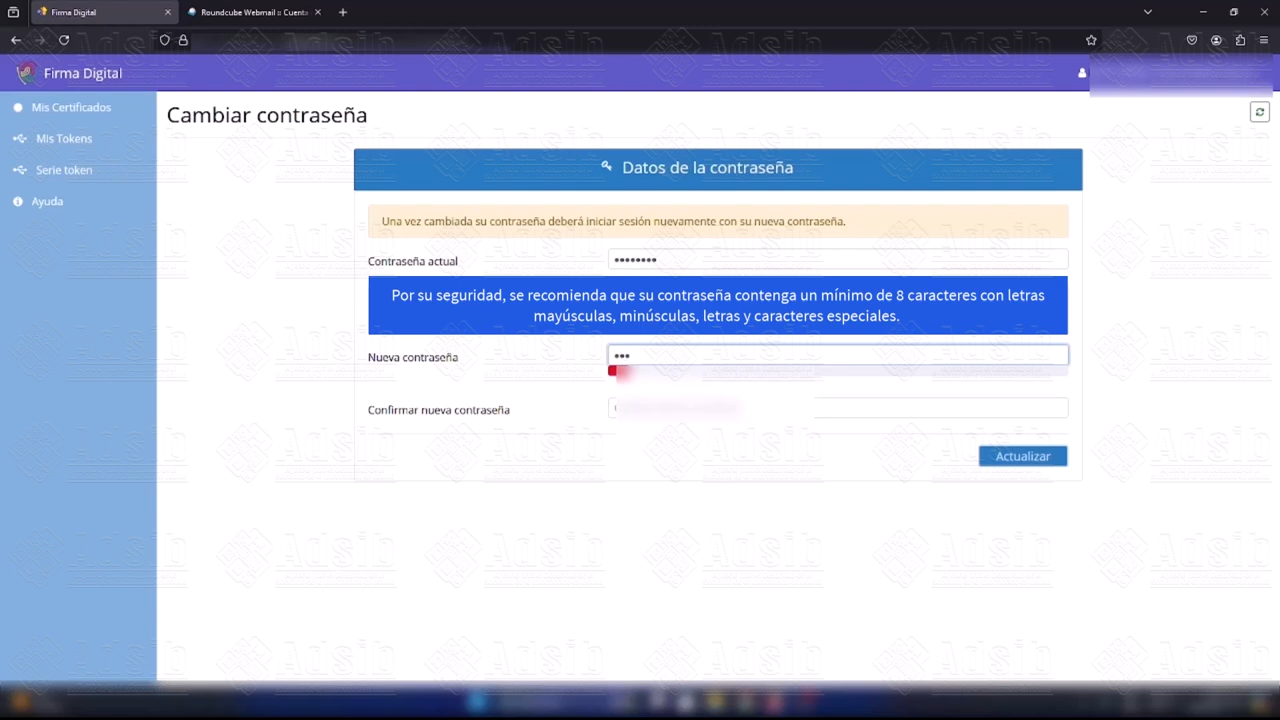 Firma Digital
Roundcube Webmail :: Cuenta
Firma Digital
Mis Certificados
Mis Tokens
Serie token
Ayuda
Cambiar contraseña
Datos de la contraseña
Una vez cambiada su contraseña deberá iniciar sesión nuevamente con su nueva contraseña.
Contraseña actual
Por su seguridad, se recomienda que su contraseña contenga un mínimo de 8 caracteres con letras
mayúsculas, minúsculas, letras y caracteres especiales.
Nueva contraseña
Confirmar nueva contraseña
Actualizar
Adsib